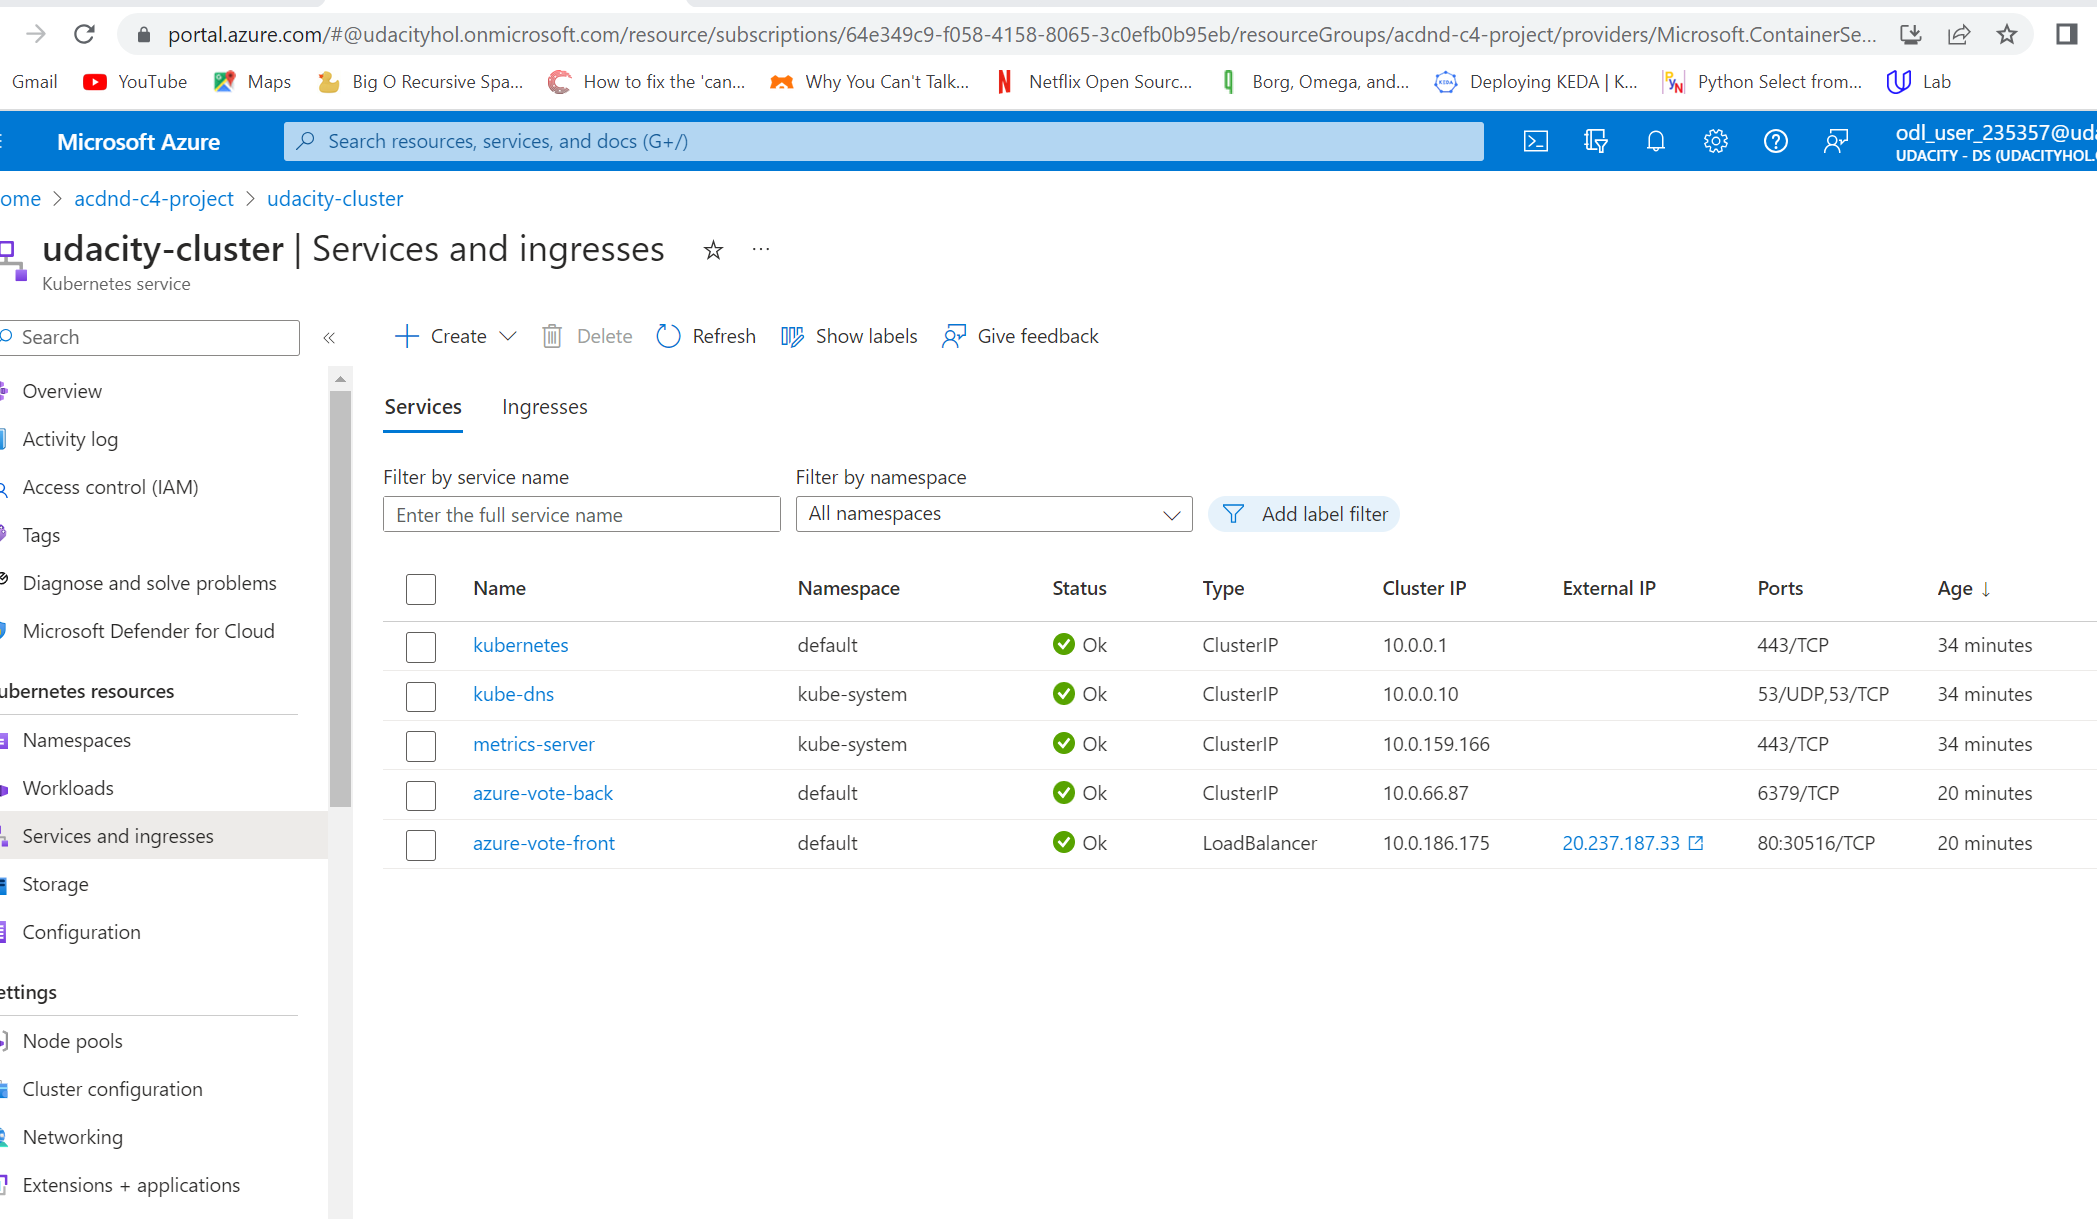 portal.azure.com/#@udacityhol.onmicrosoft.com/resource/subscriptions/64e349c9-f058-4158-8065-3c0efb0b95eb/resourceGroups/acdnd-c4-project/providers/Microsoft.ContainerSe...
Gmail YouTube Maps Big O Recursive Spa... How to fix the 'can... Why You Can't Talk... Netflix Open Sourc... Borg, Omega, and... Deploying KEDA | K... Python Select from... Lab
Microsoft Azure Search resources, services, and docs (G+/) odl_user_235357@uda
UDACITY - DS (UDACITYHOL.
ome > acdnd-c4-project > udacity-cluster
udacity-cluster | Services and ingresses ☆ ...
Kubernetes service
Search «
Create Delete Refresh Show labels Give feedback
Overview
Activity log
Access control (IAM)
Tags
Diagnose and solve problems
Microsoft Defender for Cloud
ubernetes resources
Namespaces
Workloads
Services and ingresses
Storage
Configuration
ettings
Node pools
Cluster configuration
Networking
Extensions + applications
Services Ingresses
Filter by service name Filter by namespace
Enter the full service name All namespaces Add label filter
Name Namespace Status Type Cluster IP External IP Ports Age ↓
kubernetes default Ok ClusterIP 10.0.0.1 443/TCP 34 minutes
kube-dns kube-system Ok ClusterIP 10.0.0.10 53/UDP,53/TCP 34 minutes
metrics-server kube-system Ok ClusterIP 10.0.159.166 443/TCP 34 minutes
azure-vote-back default Ok ClusterIP 10.0.66.87 6379/TCP 20 minutes
azure-vote-front default Ok LoadBalancer 10.0.186.175 20.237.187.33 80:30516/TCP 20 minutes